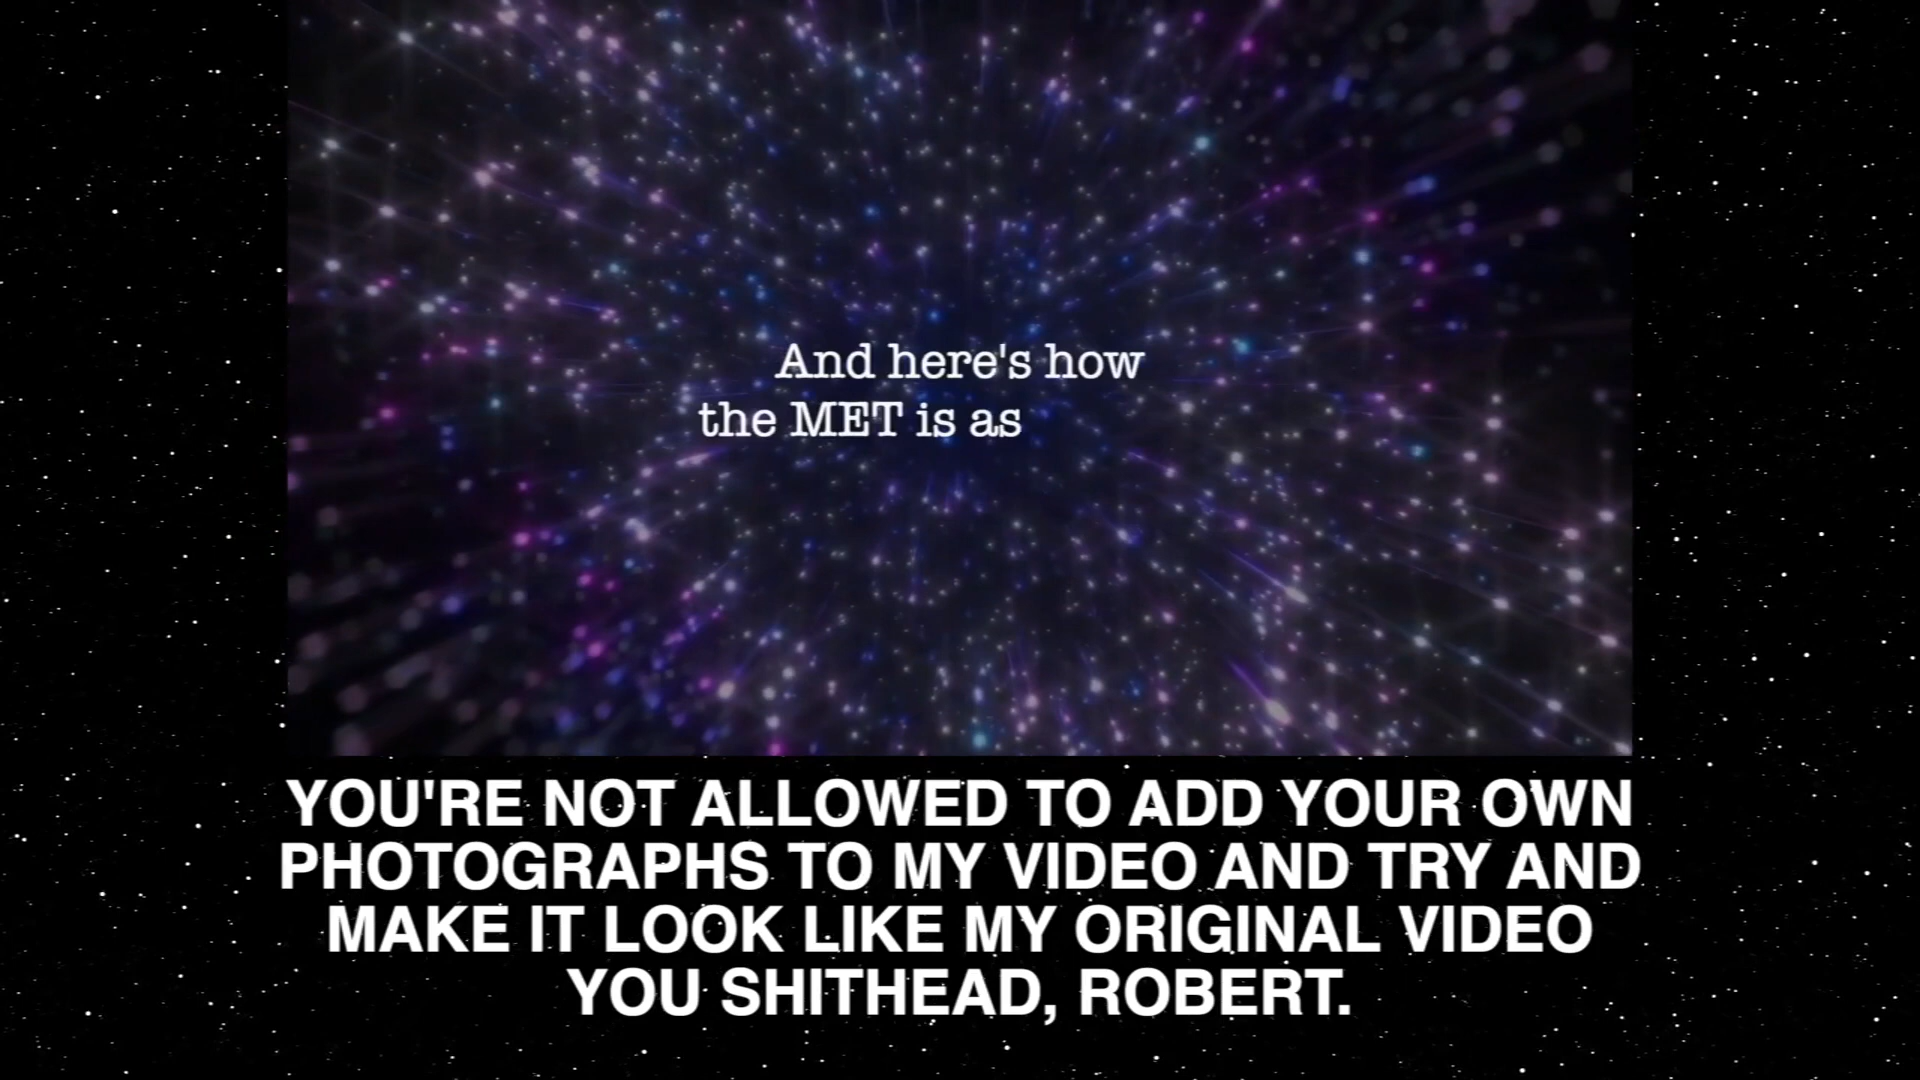 And here's how
the MET is as
YOU'RE NOT ALLOWED TO ADD YOUR OWN
PHOTOGRAPHS TO MY VIDEO AND TRY AND
MAKE IT LOOK LIKE MY ORIGINAL VIDEO
YOU SHITHEAD, ROBERT.